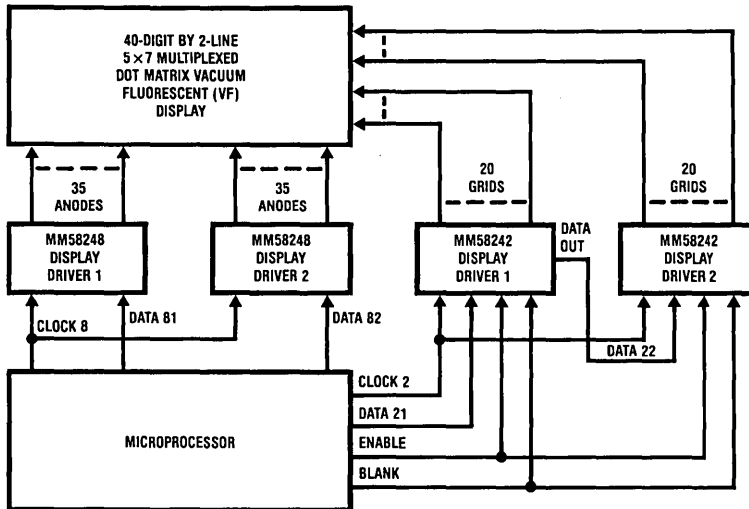 40-DIGIT BY 2-LINE
5×7 MULTIPLEXED
DOT MATRIX VACUUM
FLUORESCENT (VF)
DISPLAY
35
ANODES
35
ANODES
20
GRIDS
20
GRIDS
MM58248
DISPLAY
DRIVER 1
MM58248
DISPLAY
DRIVER 2
MM58242
DISPLAY
DRIVER 1
DATA
OUT
MM58242
DISPLAY
DRIVER 2
CLOCK 8
DATA 81
DATA 82
DATA 22
MICROPROCESSOR
CLOCK 2
DATA 21
ENABLE
BLANK